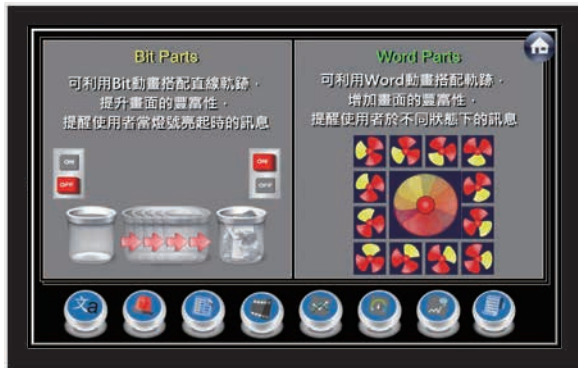 Bit Parts
可利用Bit動畫搭配直線軌跡，
提升畫面的豐富性，
提醒使用者當燈號亮起時的訊息
ON
OFF
ON
OFF
Word Parts
可利用Word動畫搭配軌跡，
增加畫面的豐富性，
提醒使用者於不同狀態下的訊息
文a